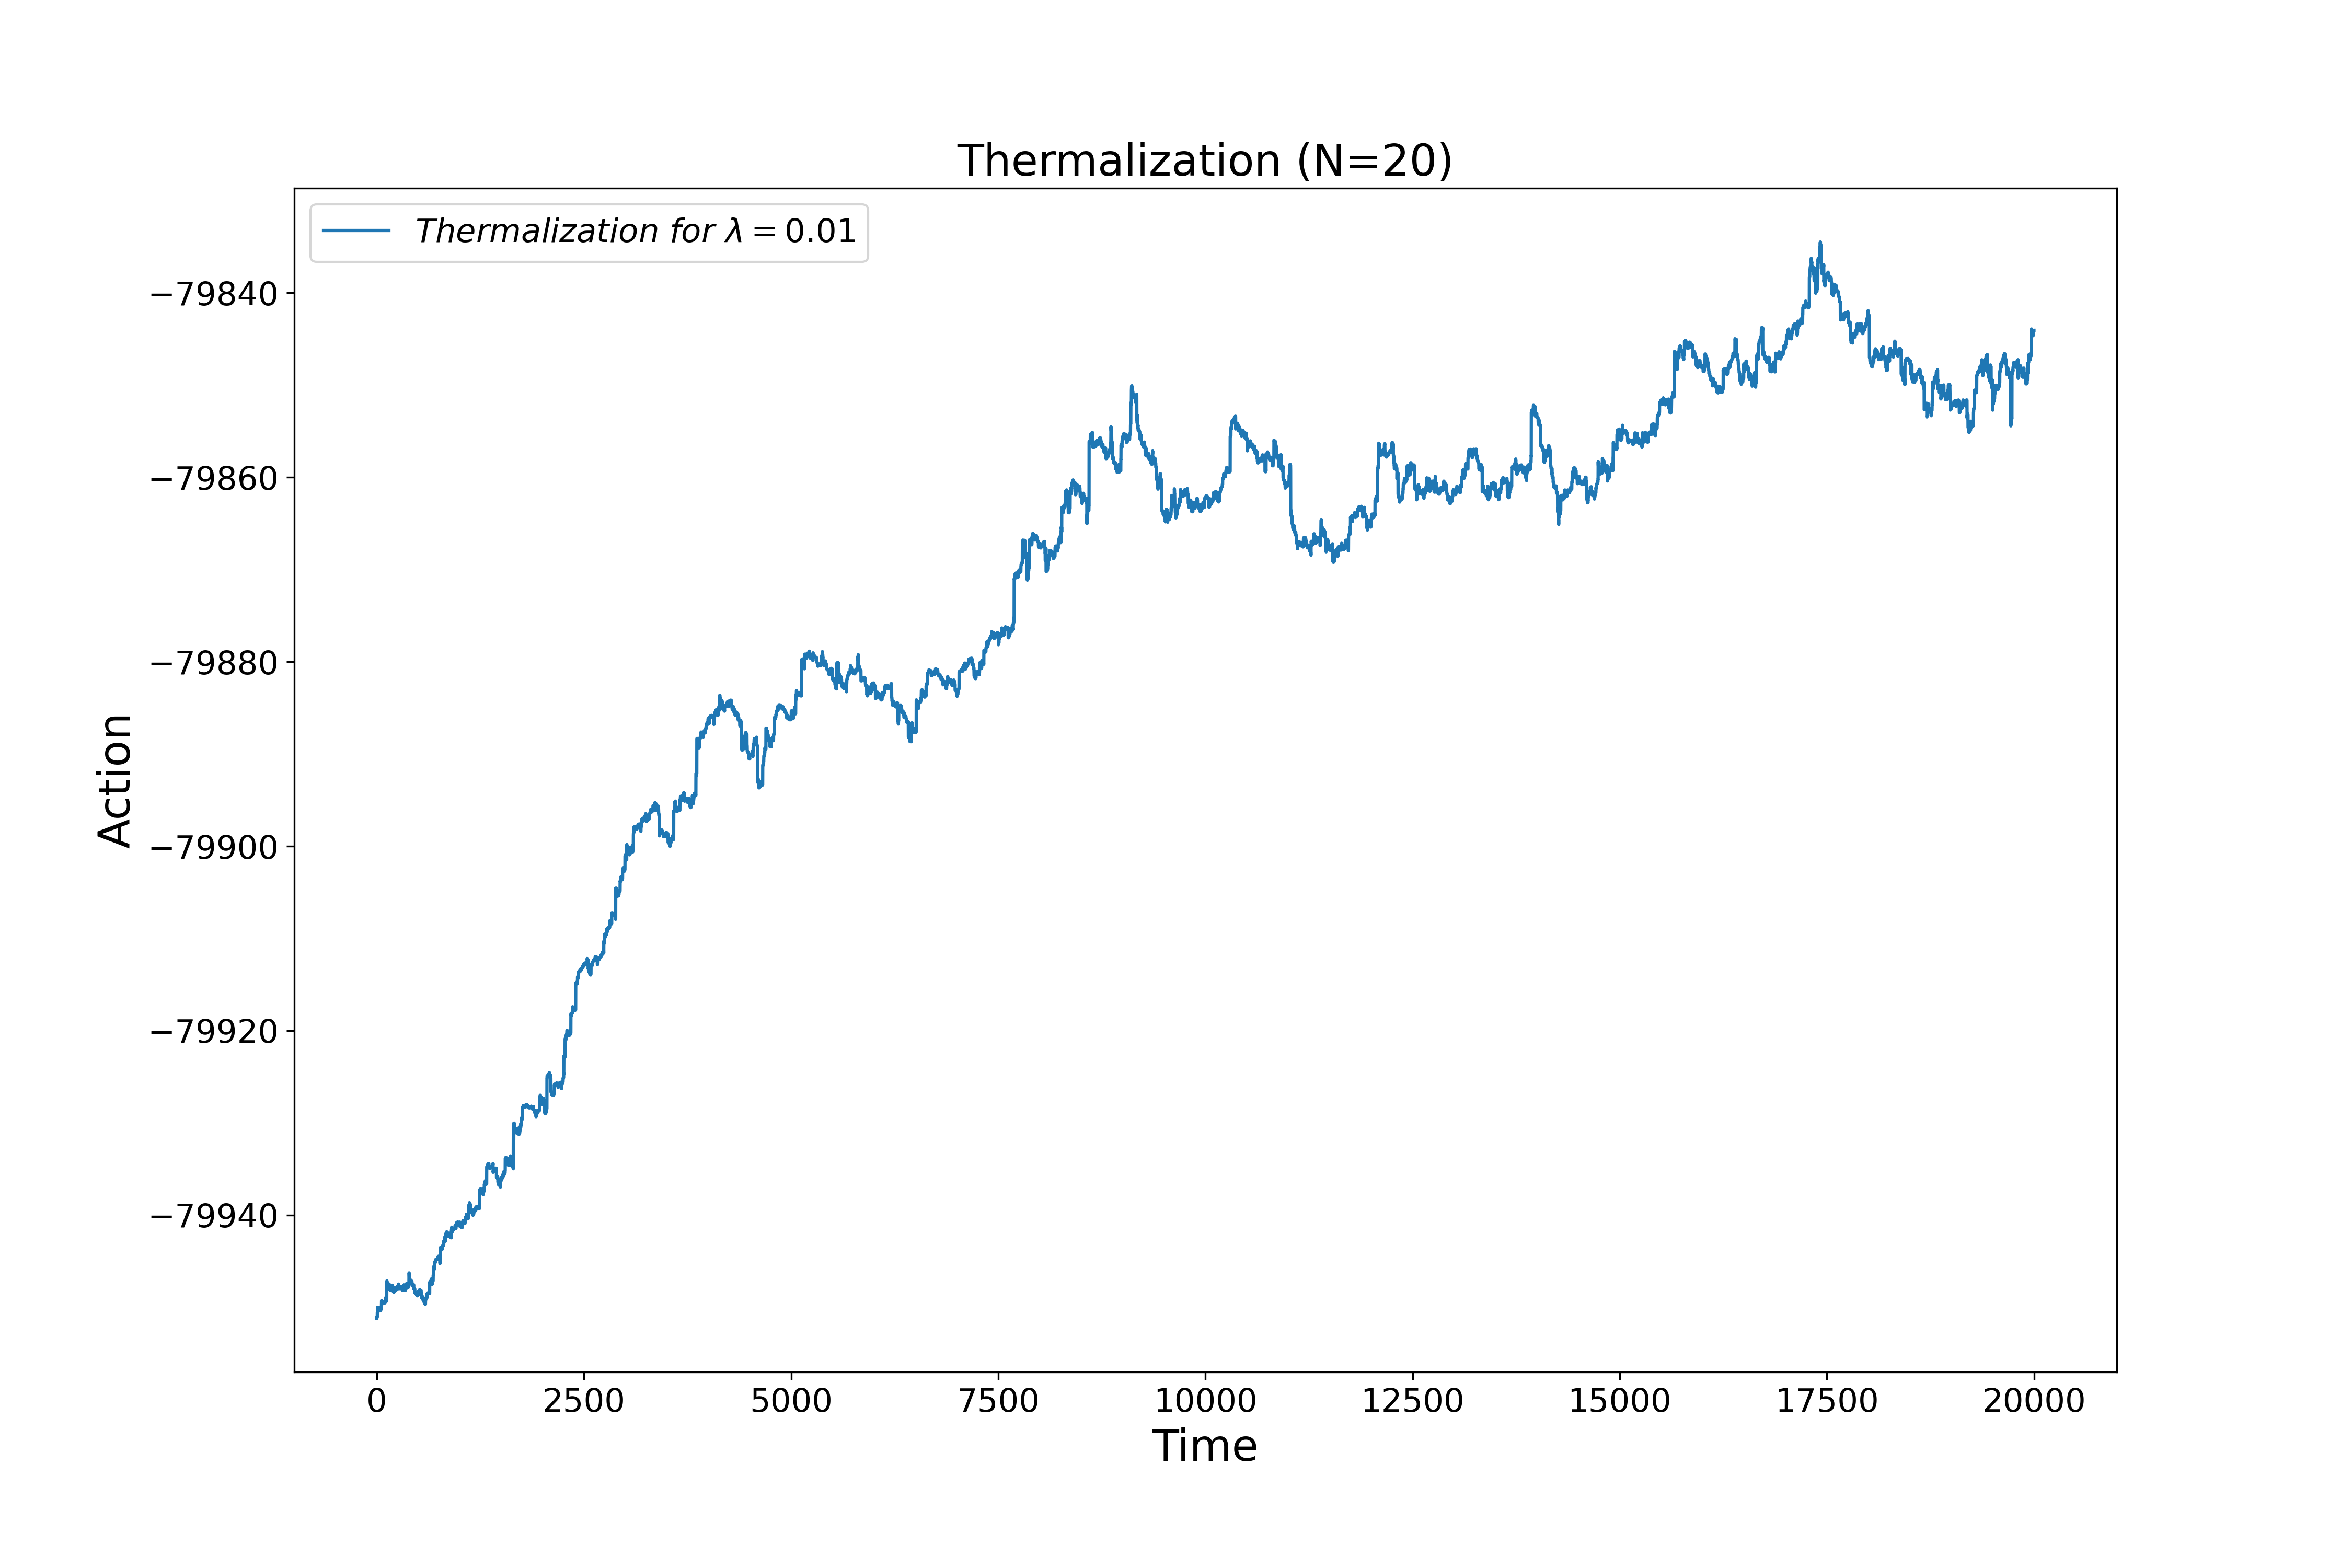 Thermalization (N=20)
Thermalization for λ = 0.01
Action
−79840
−79860
−79880
−79900
−79920
−79940
0 2500 5000 7500 10000 12500 15000 17500 20000
Time